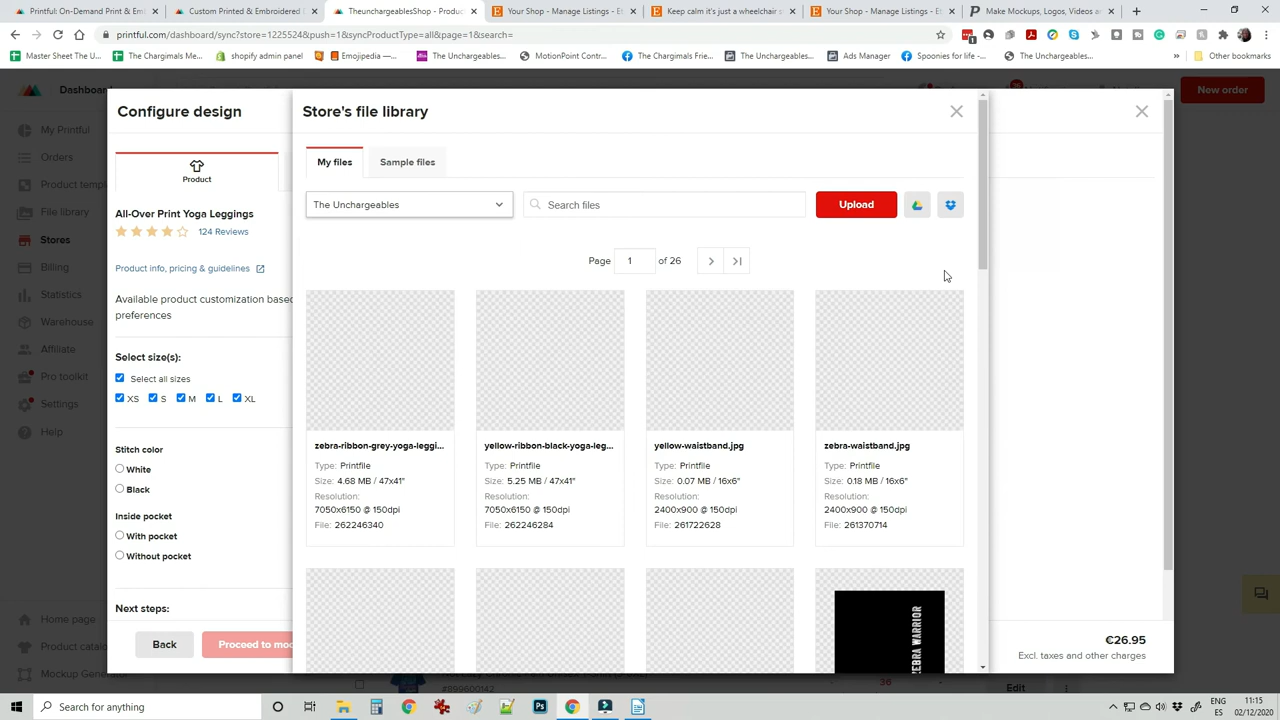 Printful: On-Demand Print & Emb
Custom Printed & Embroidered
TheunchargeablesShop - Product
Your Shop - Manage Listings - Et
Keep calm it's just a wheelchair c
Your Shop - Manage Listings - Et
Make Mockups, Logos, Videos an
printful.com/dashboard/sync?store=1225524&push=1&syncProductType=all&page=1&search=
Master Sheet The U...
The Chargimals Me...
shopify admin panel
Emojipedia —...
The Unchargeables...
MotionPoint Contr...
The Chargimals Frie...
The Unchargeables...
Ads Manager
Spoonies for life -...
The Unchargeables...
»
Other bookmarks
New order
My Printful
Orders
Product templ
File library
Stores
Billing
Statistics
Warehouse
Affiliate
Pro toolkit
Settings
Help
Home page
Product catalo
Mockup Genera
Configure design
Product
All-Over Print Yoga Leggings
124 Reviews
Product info, pricing & guidelines
Available product customization base
preferences
Select size(s):
Select all sizes
XS S M L XL
Stitch color
White
Black
Inside pocket
With pocket
Without pocket
Next steps:
Back
Proceed to moc
Store's file library
My files
Sample files
The Unchargeables
Search files
Upload
Page 1 of 26
zebra-ribbon-grey-yoga-leggi...
Type: Printfile
Size: 4.68 MB / 47x41"
Resolution:
7050x6150 @ 150dpi
File: 262246340
yellow-ribbon-black-yoga-leg...
Type: Printfile
Size: 5.25 MB / 47x41"
Resolution:
7050x6150 @ 150dpi
File: 262246284
yellow-waistband.jpg
Type: Printfile
Size: 0.07 MB / 16x6"
Resolution:
2400x900 @ 150dpi
File: 261722628
zebra-waistband.jpg
Type: Printfile
Size: 0.18 MB / 16x6"
Resolution:
2400x900 @ 150dpi
File: 261370714
ZEBRA WARRIOR
€26.95
Excl. taxes and other charges
#899600142
36
Edit
Search for anything
ENG
ES
11:15
02/12/2020